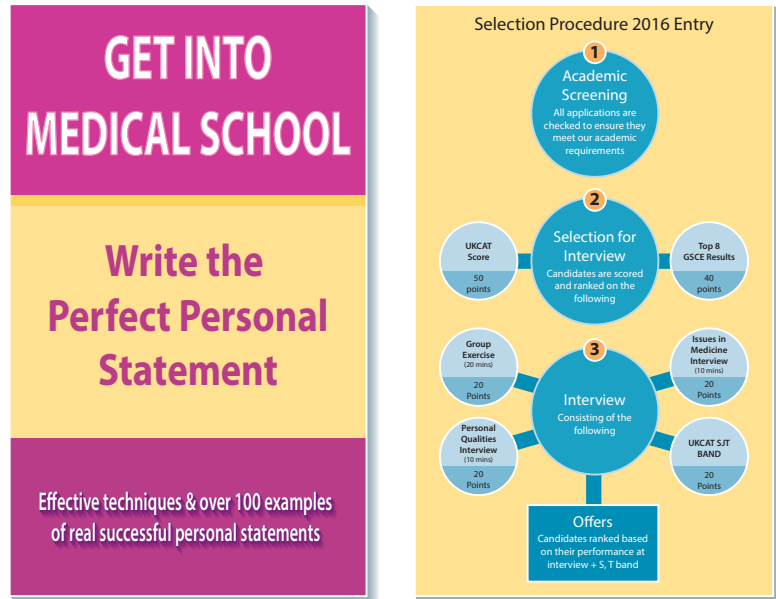 GET INTO
MEDICAL SCHOOL
Write the
Perfect Personal
Statement
Effective techniques & over 100 examples
of real successful personal statements
Selection Procedure 2016 Entry
1
Academic
Screening
All applications are
checked to ensure they
meet our academic
requirements
2
Selection for
Interview
Candidates are scored
and ranked on the
following
UKCAT
Score
50
points
Top 8
GSCE Results
40
points
3
Interview
Consisting of the
following
Group
Exercise
(20 mins)
20
Points
Issues in
Medicine
Interview
(10 mins)
20
Points
Personal
Qualities
Interview
(10 mins)
20
Points
UKCAT SJT
BAND
20
Points
Offers
Candidates ranked based
on their performance at
interview + S, T band